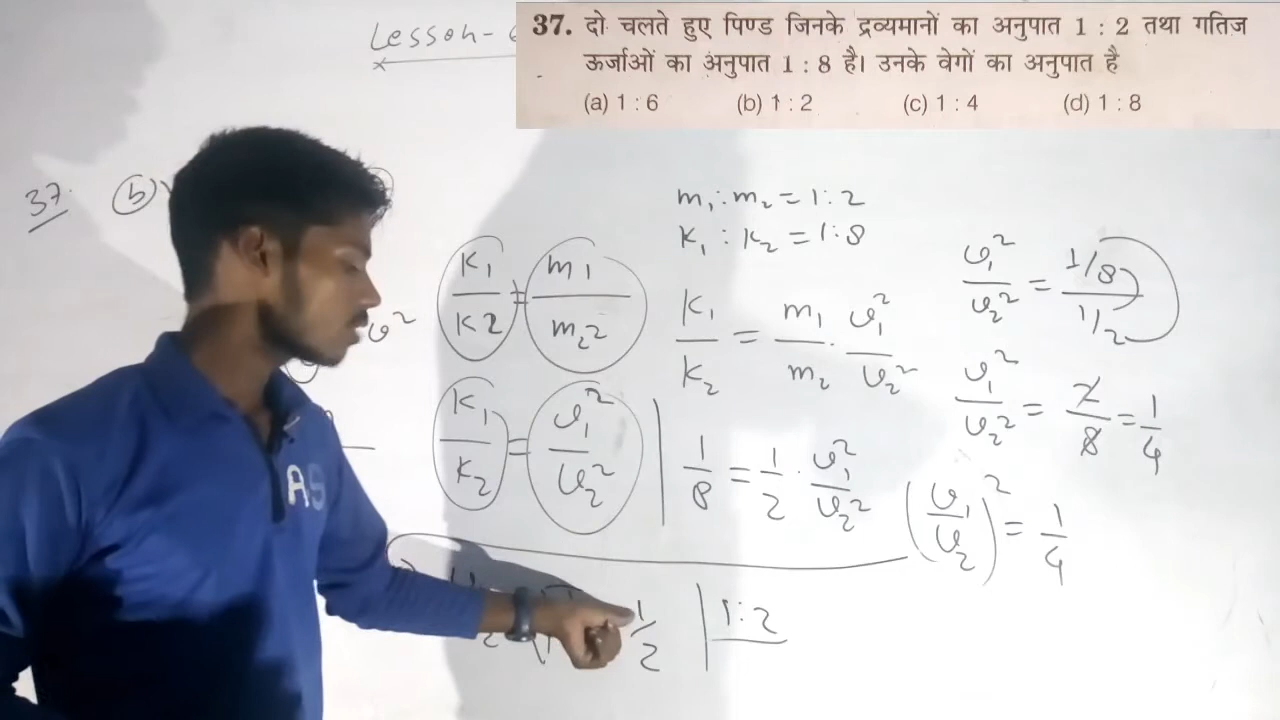 Lesson-
37. दो चलते हुए पिण्ड जिनके द्रव्यमानों का अनुपात 1 : 2 तथा गतिज
ऊर्जाओं का अनुपात 1 : 8 है। उनके वेगों का अनुपात है
(a) 1 : 6 (b) 1 : 2 (c) 1 : 4 (d) 1 : 8
37. (b)
m₁ : m₂ = 1 : 2
K₁ : K₂ = 1 : 8
K₁/K₂ = m₁/m₂
K₁/K₂ = v₁²/v₂²
K₁/K₂ = m₁/m₂ · v₁²/v₂²
1/8 = 1/2 · v₁²/v₂²
v₁²/v₂² = 1/8 / 1/2
v₁²/v₂² = 2/8 = 1/4
(v₁/v₂)² = 1/4
1/2
1 : 2
AS